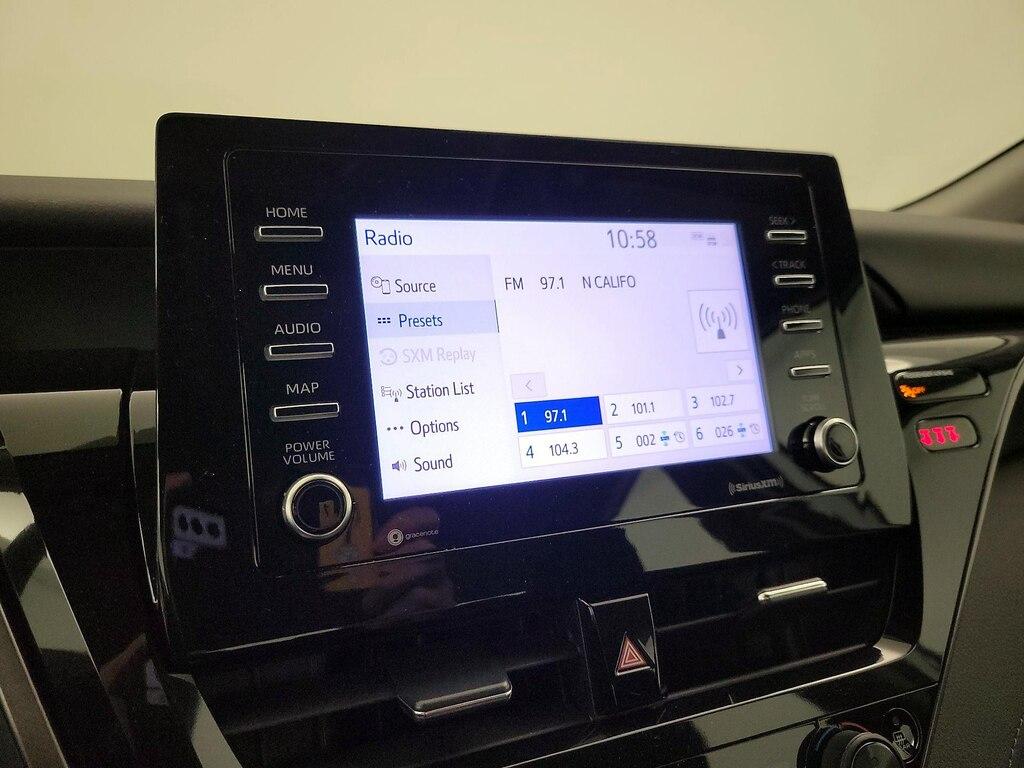 HOME
MENU
AUDIO
MAP
POWER
VOLUME
Radio
10:58
Source
Presets
SXM Replay
Station List
Options
Sound
FM 97.1 N CALIFO
<
>
1 97.1
2 101.1
3 102.7
4 104.3
5 002
6 026
SEEK >
< TRACK
PHONE
APPS
gracenote
SiriusXM